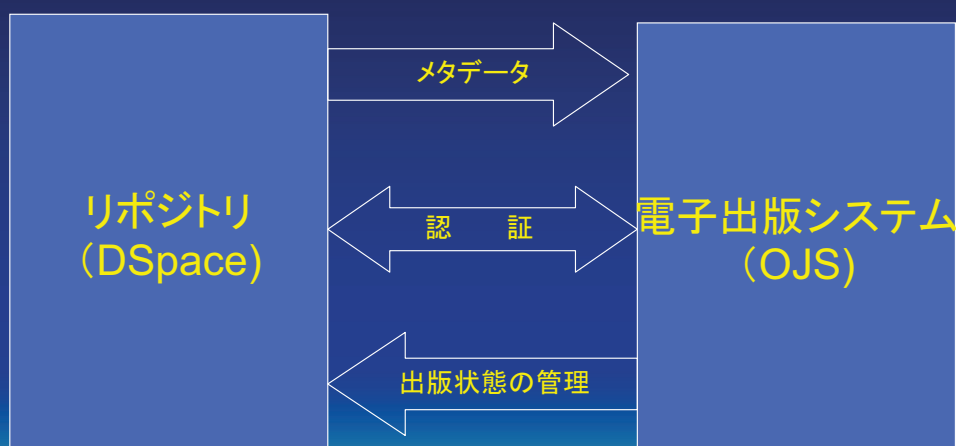 メタデータ
リポジトリ
（DSpace)
認　証
電子出版システム
（OJS)
出版状態の管理